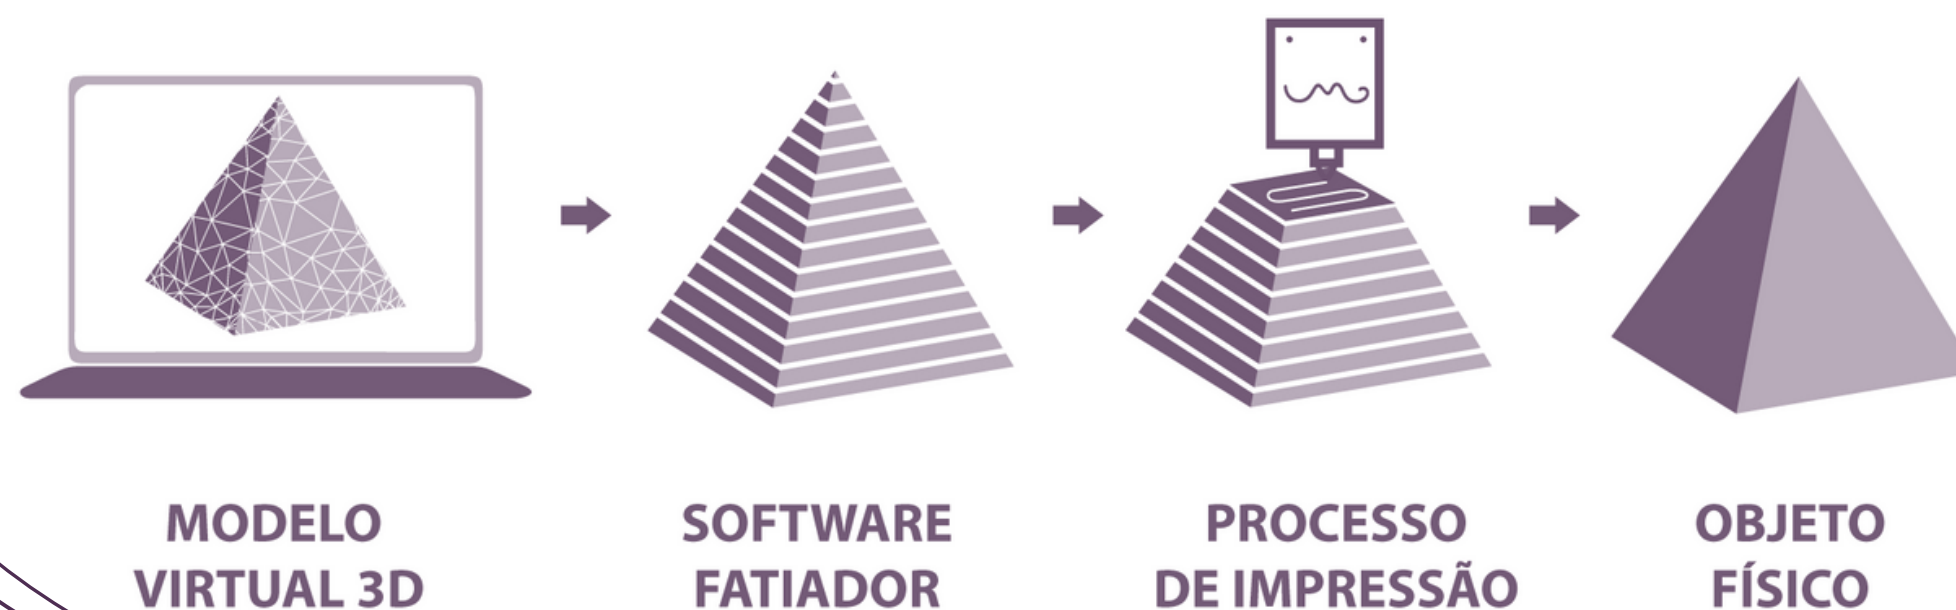 MODELO
VIRTUAL 3D
SOFTWARE
FATIADOR
PROCESSO
DE IMPRESSÃO
OBJETO
FÍSICO